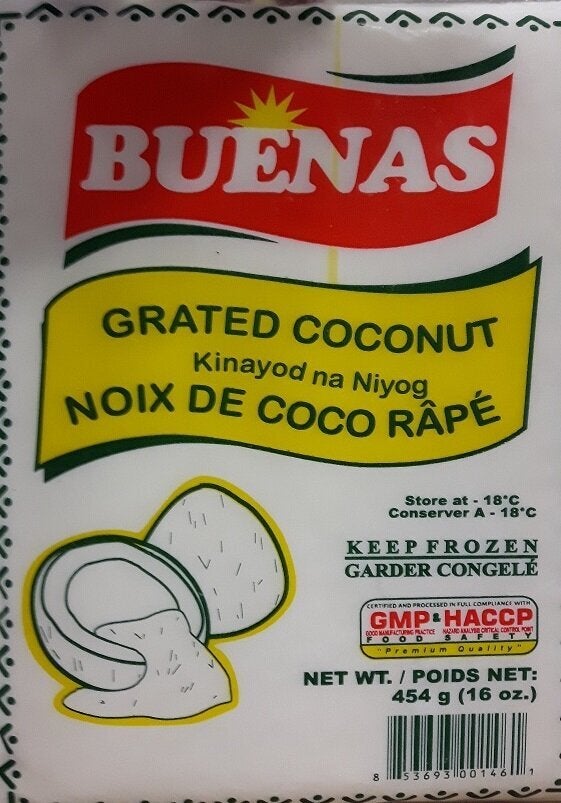 BUENAS
GRATED COCONUT
Kinayod na Niyog
NOIX DE COCO RÂPÉ
Store at - 18°C
Conserver A - 18°C
KEEP FROZEN
GARDER CONGELÉ
CERTIFIED AND PROCESSED IN FULL COMPLIANCE WITH
GMP & HACCP
GOOD MANUFACTURING PRACTICE HAZARD ANALYSIS CRITICAL CONTROL POINT
FOOD SAFETY
"Premium Quality"
NET WT. / POIDS NET:
454 g (16 oz.)
8 53693 00146 1